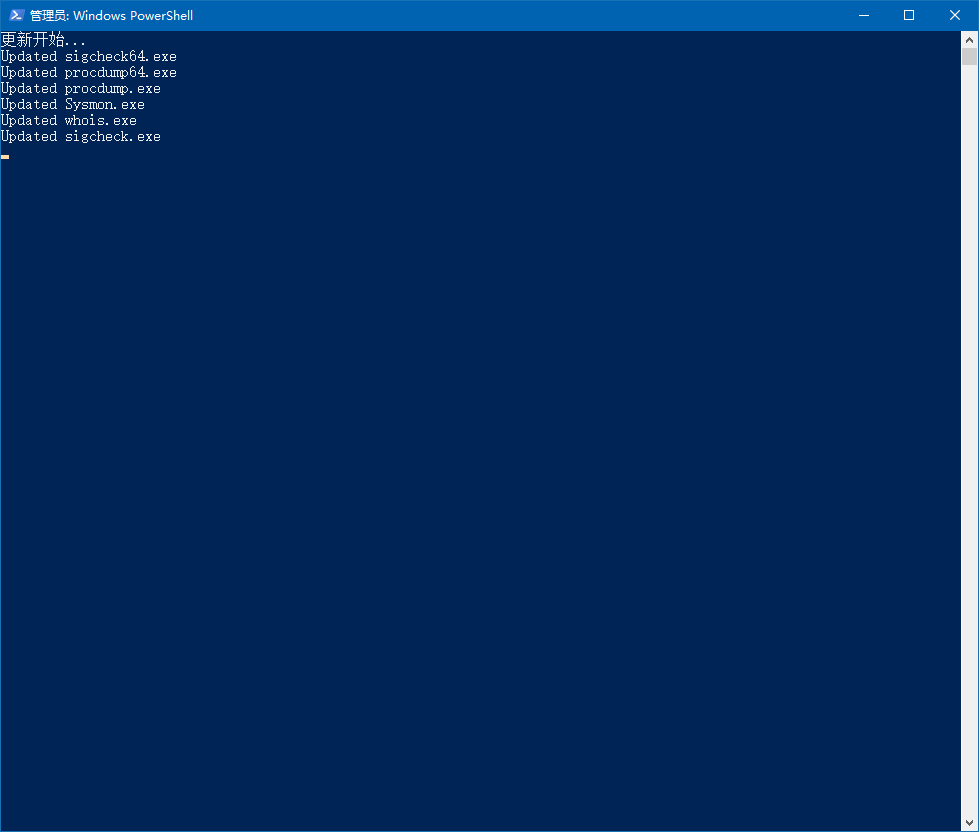 管理员: Windows PowerShell
更新开始...
Updated sigcheck64.exe
Updated procdump64.exe
Updated procdump.exe
Updated Sysmon.exe
Updated whois.exe
Updated sigcheck.exe